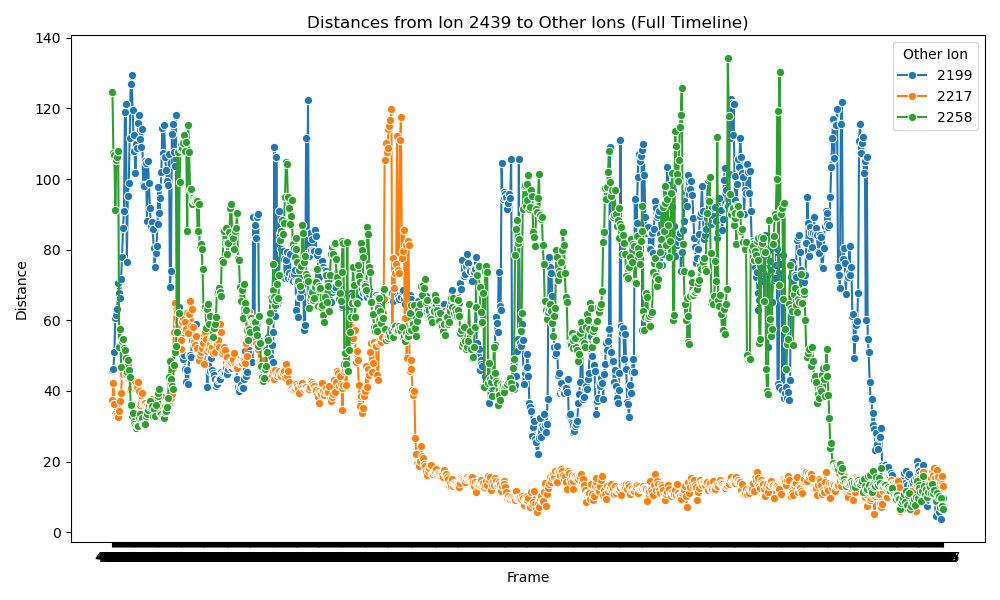 Distances from Ion 2439 to Other Ions (Full Timeline)
Distance
140
120
100
80
60
40
20
0
Other Ion
2199
2217
2258
Frame